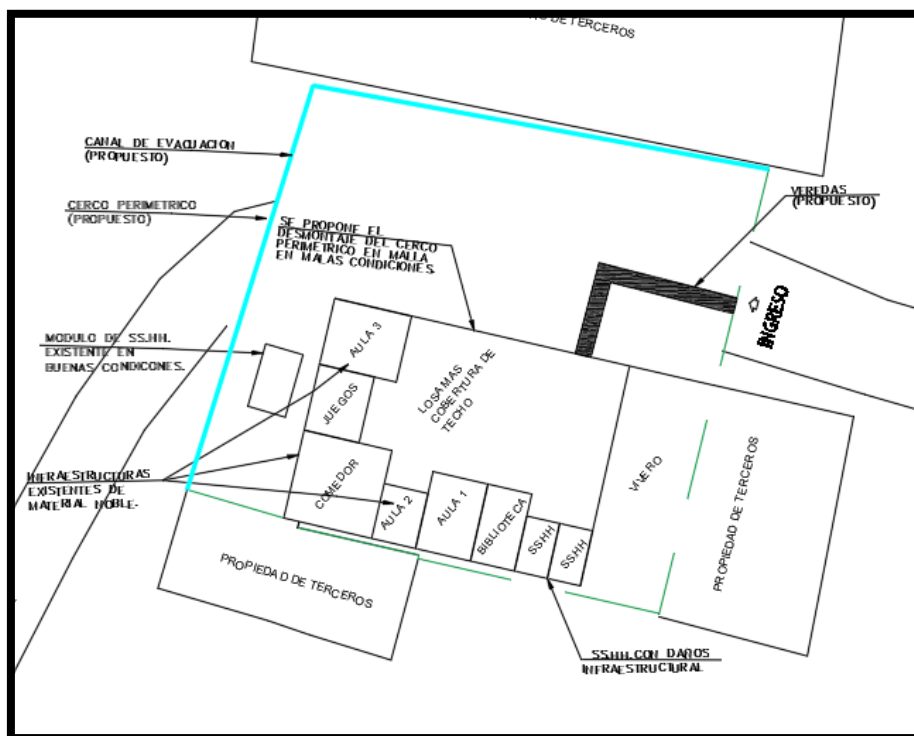 DE TERCEROS
CANAL DE EVACUACION
(PROPUESTO)
CERCO PERIMETRICO
(PROPUESTO)
SE PROPONE EL
DESMONTAJE DEL CERCO
PERIMETRICO EN MALLA
EN MALAS CONDICIONES.
VEREDAS
(PROPUESTO)
INGRESO
MODULO DE SS.HH.
EXISTENTE EN
BUENAS CONDICONES.
AULA 3
JUEGOS
LOSAMAS
COBERTURA DE
TECHO
COMEDOR
AULA 2
AULA 1
BIBLIOTECA
SSHH
SSHH
VIVERO
PROPIEDAD DE TERCEROS
INFRAESTRUCTURAS
EXISTENTES DE
MATERIAL NOBLE-
PROPIEDAD DE TERCEROS
SS.HH. CON DAÑOS
INFRAESTRUCTURAL